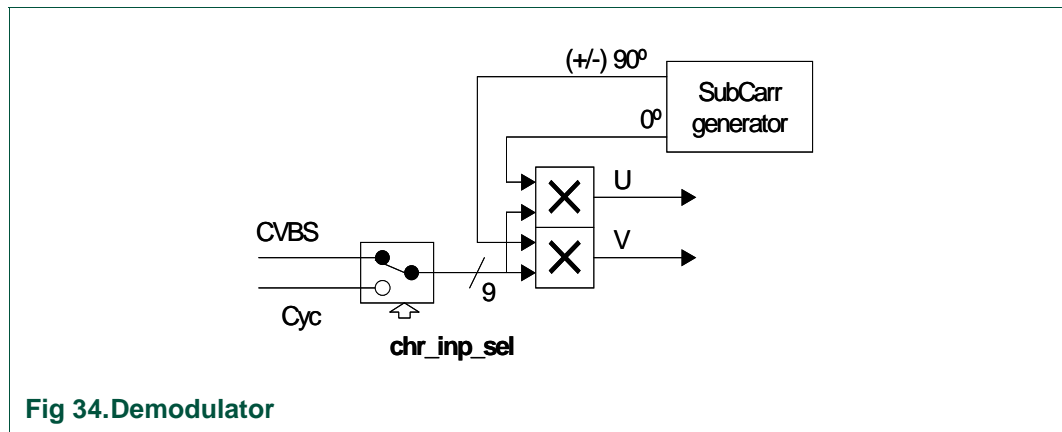 (+/-) 90º
SubCarr
generator
0º
U
CVBS
V
9
Cyc
chr_inp_sel
Fig 34.Demodulator